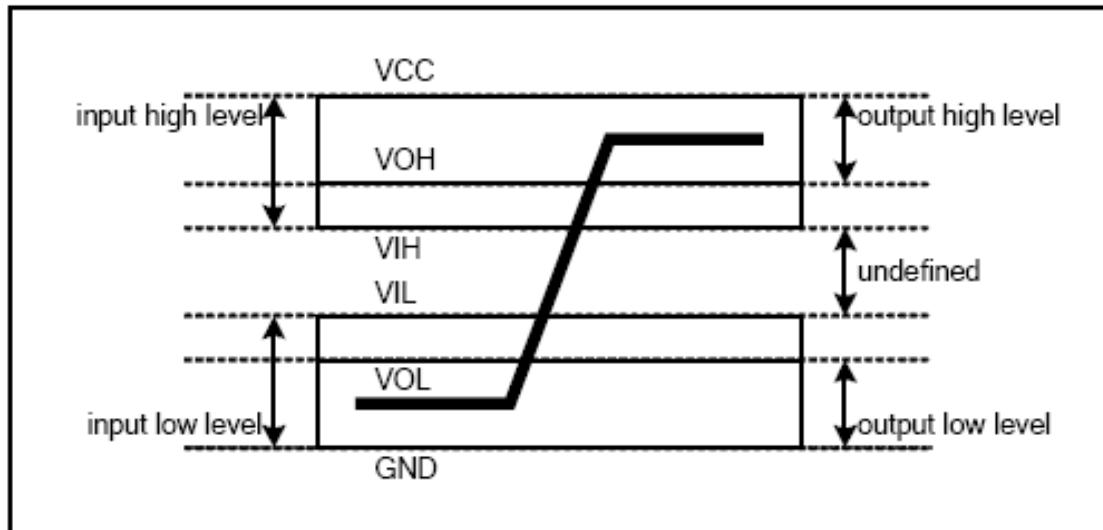 VCC
input high level
output high level
VOH
VIH
undefined
VIL
VOL
input low level
output low level
GND